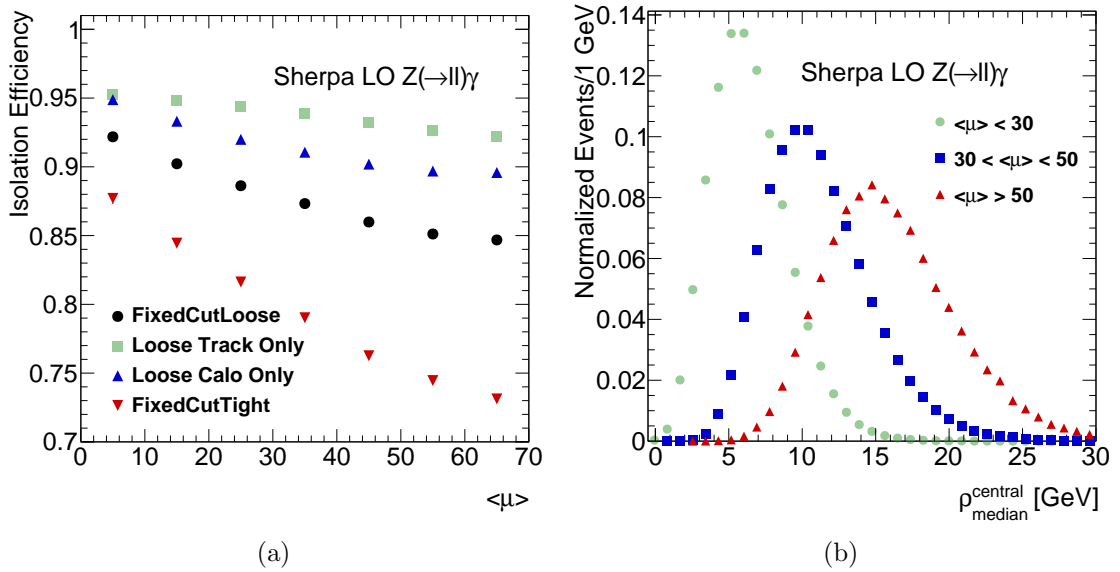 Isolation Efficiency
1
0.95
0.9
0.85
0.8
0.75
0.7
Sherpa LO Z(→ll)γ
FixedCutLoose
Loose Track Only
Loose Calo Only
FixedCutTight
0 10 20 30 40 50 60 70
<μ>
(a)
Normalized Events/1 GeV
0.14
0.12
0.1
0.08
0.06
0.04
0.02
0
Sherpa LO Z(→ll)γ
<μ> < 30
30 < <μ> < 50
<μ> > 50
0 5 10 15 20 25 30
ρ central median [GeV]
(b)